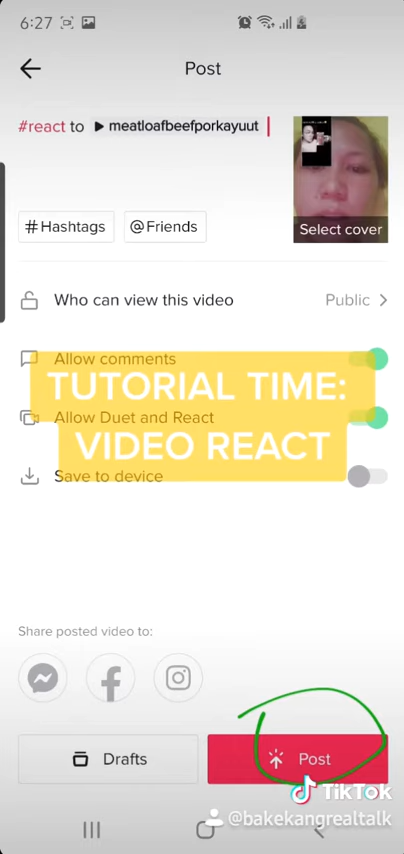 6:27
Post
#react to meatloafbeefporkayuut
Select cover
#Hashtags
@Friends
Who can view this video
Public
Allow comments
TUTORIAL TIME:
Allow Duet and React
VIDEO REACT
Save to device
Share posted video to:
Drafts
Post
TikTok
@bakekangrealtalk